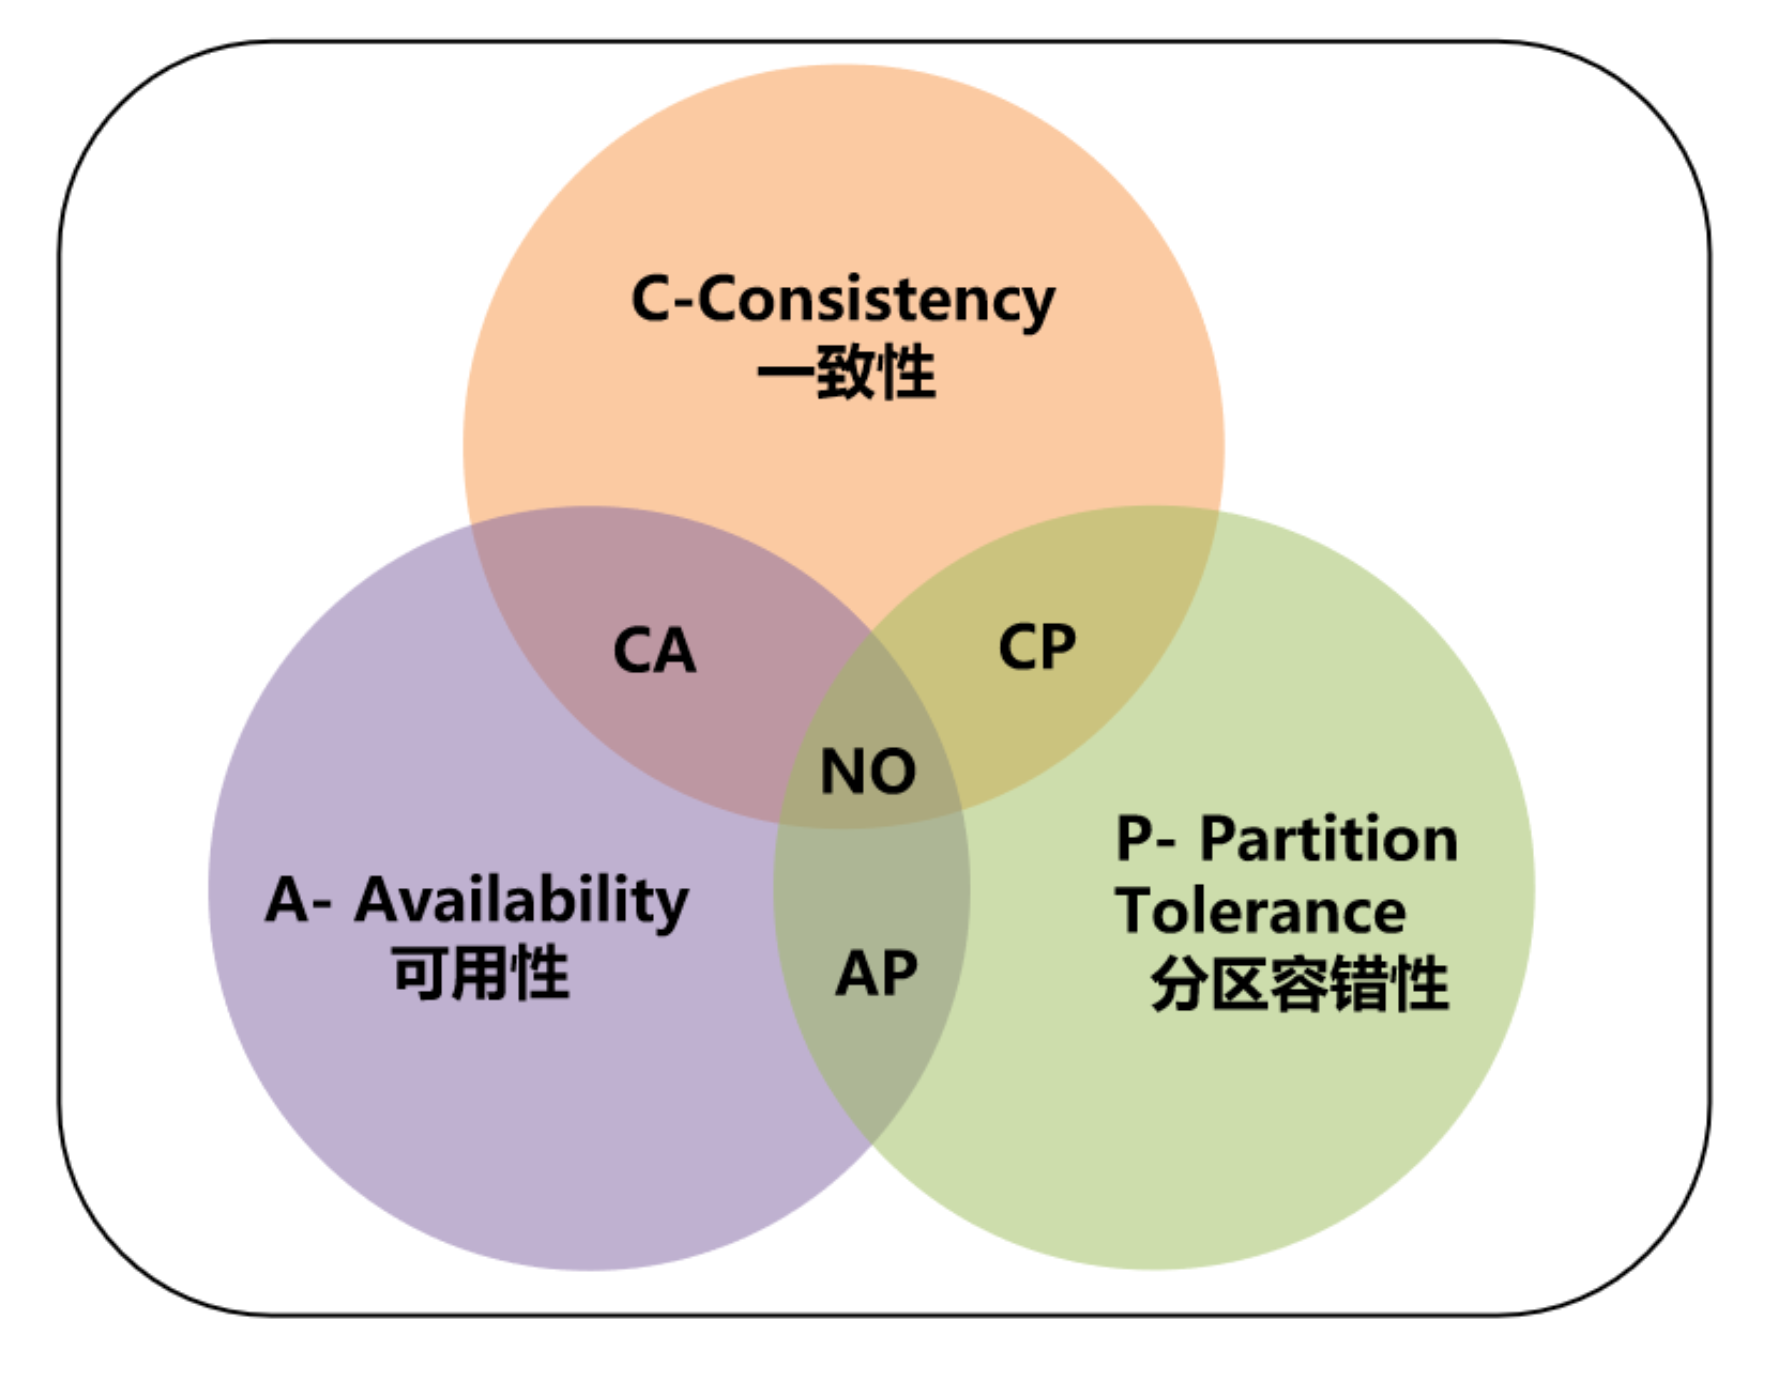 C-Consistency
一致性
CA
CP
NO
A- Availability
可用性
AP
P- Partition
Tolerance
分区容错性